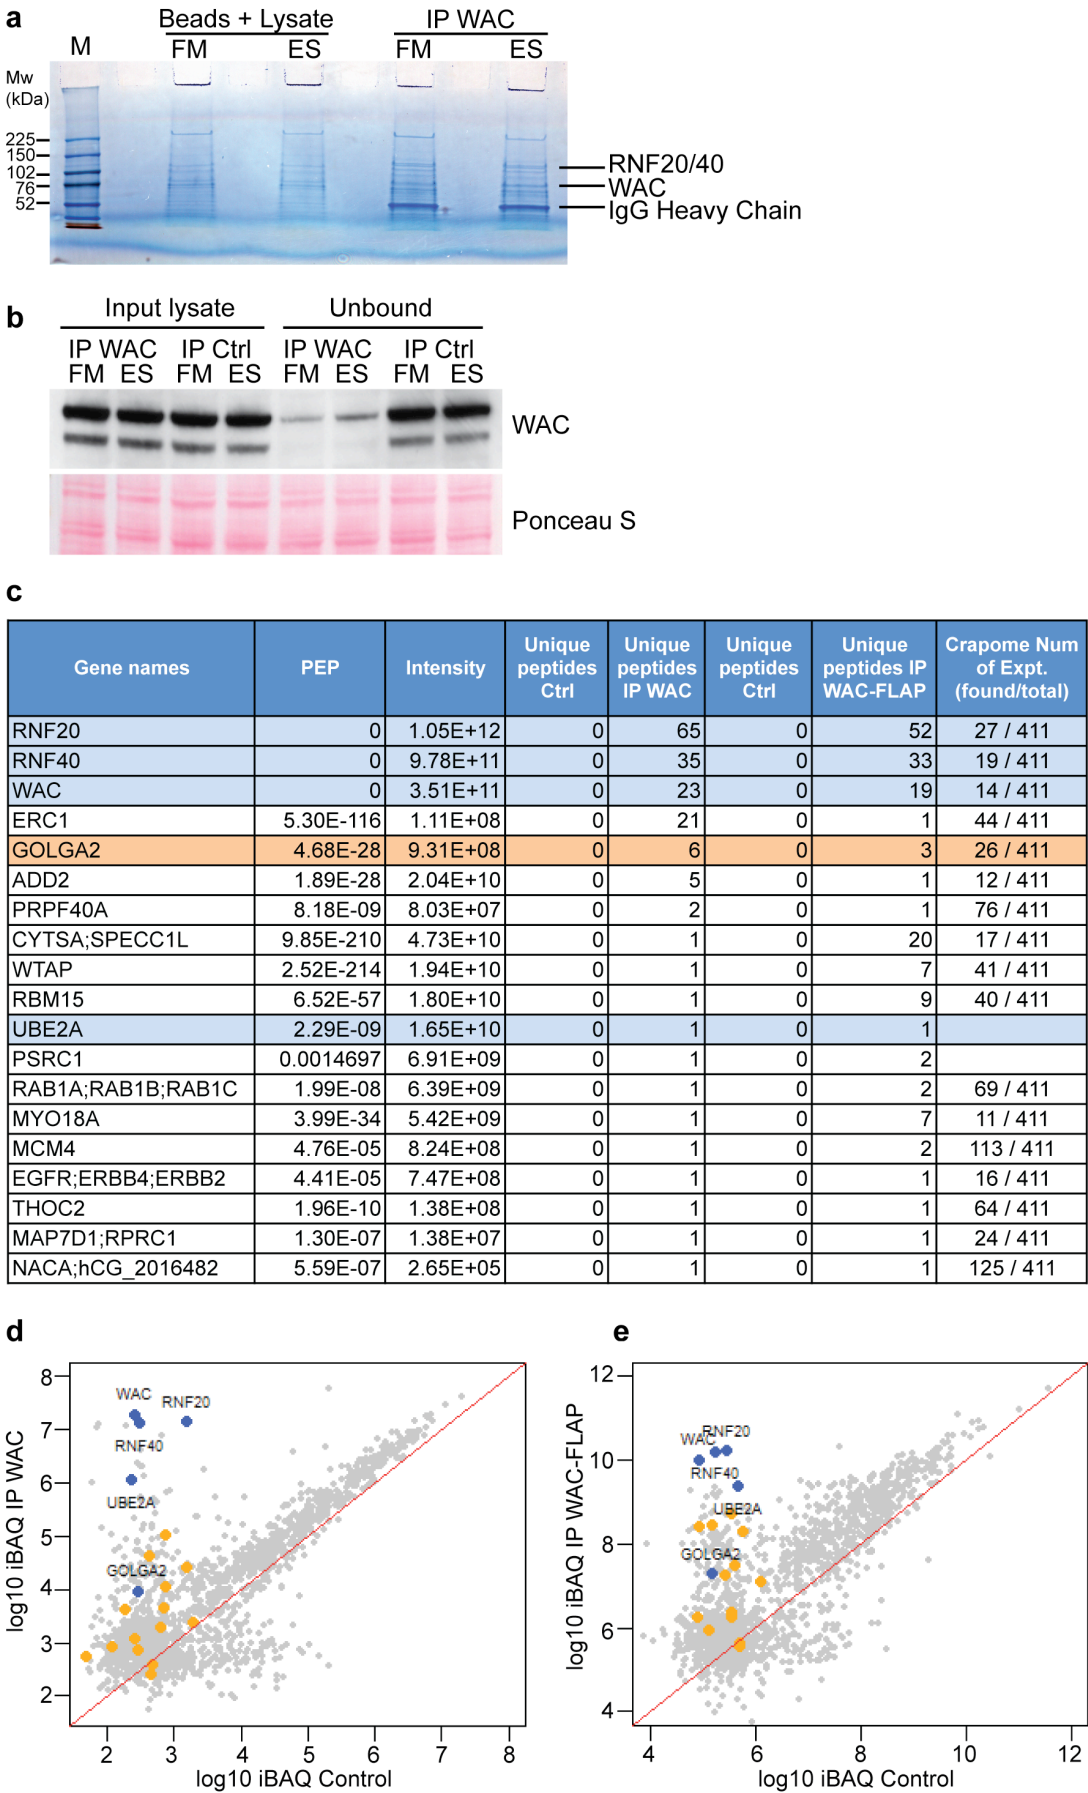 a
Beads + Lysate
IP WAC
M
FM
ES
FM
ES
Mw
(kDa)
225
150
102
76
52
RNF20/40
WAC
IgG Heavy Chain
b
Input lysate
Unbound
IP WAC
IP Ctrl
IP WAC
IP Ctrl
FM ES FM ES FM ES FM ES
WAC
Ponceau S
c
Gene names PEP Intensity Unique peptides Ctrl Unique peptides IP WAC Unique peptides Ctrl Unique peptides IP WAC-FLAP Crapome Num of Expt. (found/total)
RNF20 0 1.05E+12 0 65 0 52 27 / 411
RNF40 0 9.78E+11 0 35 0 33 19 / 411
WAC 0 3.51E+11 0 23 0 19 14 / 411
ERC1 5.30E-116 1.11E+08 0 21 0 1 44 / 411
GOLGA2 4.68E-28 9.31E+08 0 6 0 3 26 / 411
ADD2 1.89E-28 2.04E+10 0 5 0 1 12 / 411
PRPF40A 8.18E-09 8.03E+07 0 2 0 1 76 / 411
CYTSA;SPECC1L 9.85E-210 4.73E+10 0 1 0 20 17 / 411
WTAP 2.52E-214 1.94E+10 0 1 0 7 41 / 411
RBM15 6.52E-57 1.80E+10 0 1 0 9 40 / 411
UBE2A 2.29E-09 1.65E+10 0 1 0 1
PSRC1 0.0014697 6.91E+09 0 1 0 2
RAB1A;RAB1B;RAB1C 1.99E-08 6.39E+09 0 1 0 2 69 / 411
MYO18A 3.99E-34 5.42E+09 0 1 0 7 11 / 411
MCM4 4.76E-05 8.24E+08 0 1 0 2 113 / 411
EGFR;ERBB4;ERBB2 4.41E-05 7.47E+08 0 1 0 1 16 / 411
THOC2 1.96E-10 1.38E+08 0 1 0 1 64 / 411
MAP7D1;RPRC1 1.30E-07 1.38E+07 0 1 0 1 24 / 411
NACA;hCG_2016482 5.59E-07 2.65E+05 0 1 0 1 125 / 411
d
log10 iBAQ IP WAC
8
7
6
5
4
3
2
WAC
RNF20
RNF40
UBE2A
GOLGA2
2 3 4 5 6 7 8
log10 iBAQ Control
e
log10 iBAQ IP WAC-FLAP
12
10
8
6
4
RNF20
WAC
RNF40
UBE2A
GOLGA2
4 6 8 10 12
log10 iBAQ Control